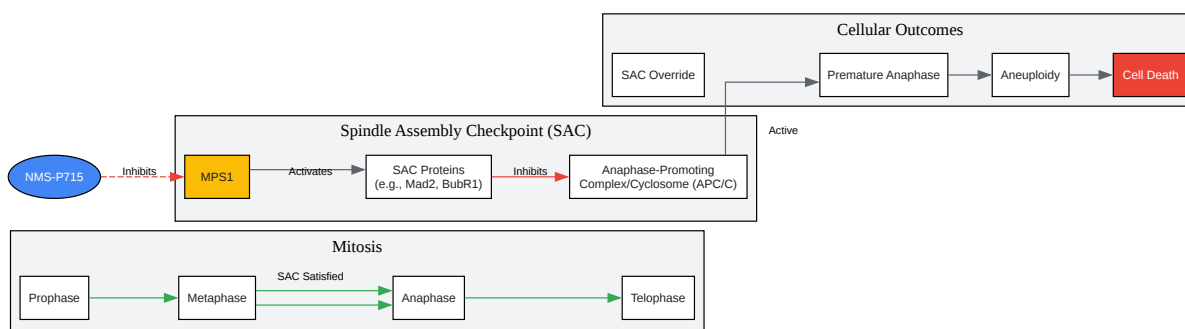 Cellular Outcomes
SAC Override
Premature Anaphase
Aneuploidy
Cell Death
Spindle Assembly Checkpoint (SAC)
Active
NMS-P715
Inhibits
MPS1
Activates
SAC Proteins
(e.g., Mad2, BubR1)
Inhibits
Anaphase-Promoting
Complex/Cyclosome (APC/C)
Mitosis
Prophase
Metaphase
SAC Satisfied
Anaphase
Telophase